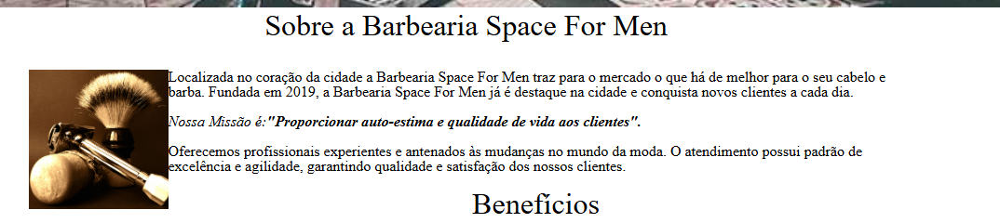 Sobre a Barbearia Space For Men
Localizada no coração da cidade a Barbearia Space For Men traz para o mercado o que há de melhor para o seu cabelo e
barba. Fundada em 2019, a Barbearia Space For Men já é destaque na cidade e conquista novos clientes a cada dia.
Nossa Missão é:"Proporcionar auto-estima e qualidade de vida aos clientes".
Oferecemos profissionais experientes e antenados às mudanças no mundo da moda. O atendimento possui padrão de
excelência e agilidade, garantindo qualidade e satisfação dos nossos clientes.
Benefícios